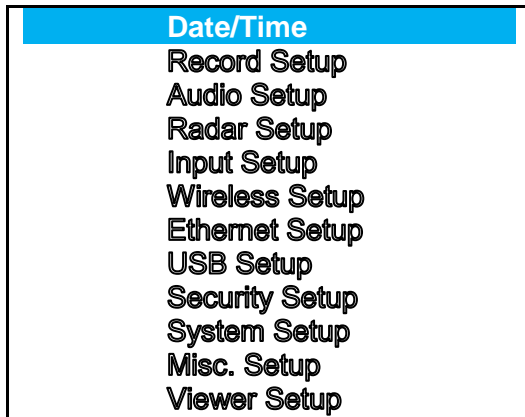 Date/Time
Record Setup
Audio Setup
Radar Setup
Input Setup
Wireless Setup
Ethernet Setup
USB Setup
Security Setup
System Setup
Misc. Setup
Viewer Setup